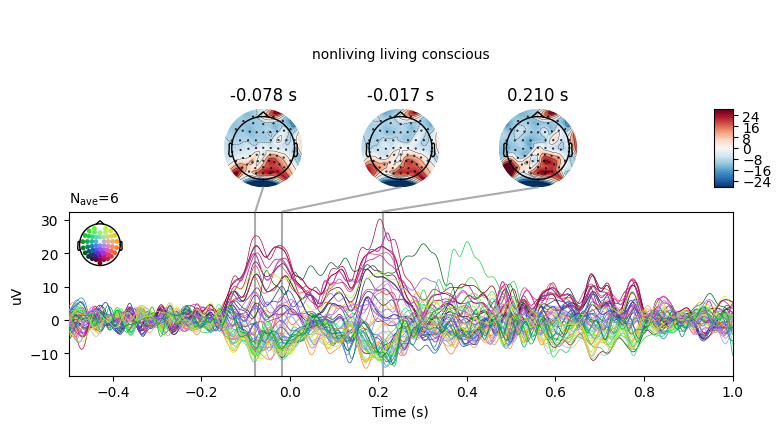 nonliving living conscious
-0.078 s -0.017 s 0.210 s
24
16
8
0
−8
−16
−24
Nave=6
30
20
10
0
−10
uV
−0.4 −0.2 0.0 0.2 0.4 0.6 0.8 1.0
Time (s)